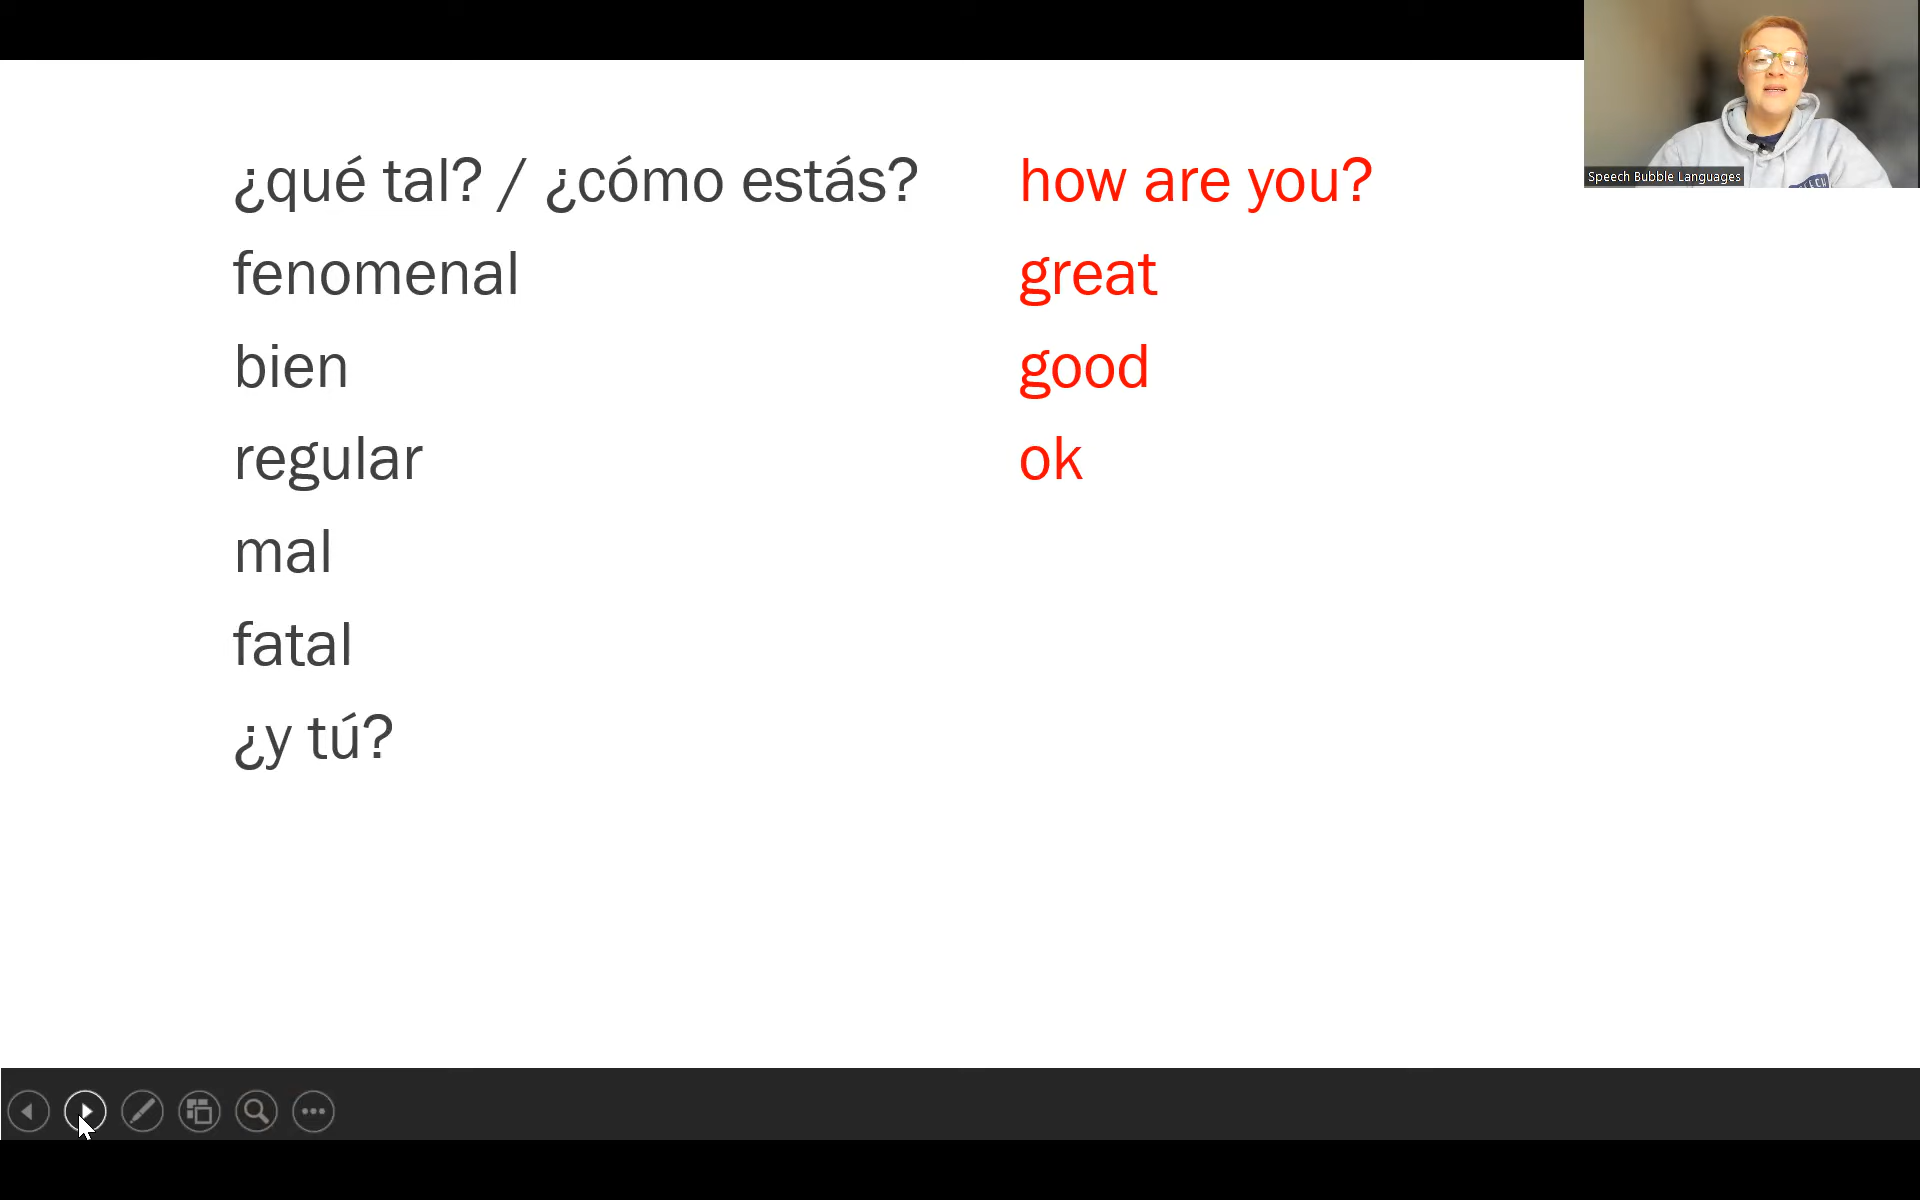 ¿qué tal? / ¿cómo estás? how are you?
fenomenal great
bien good
regular ok
mal
fatal
¿y tú?
Speech Bubble Languages